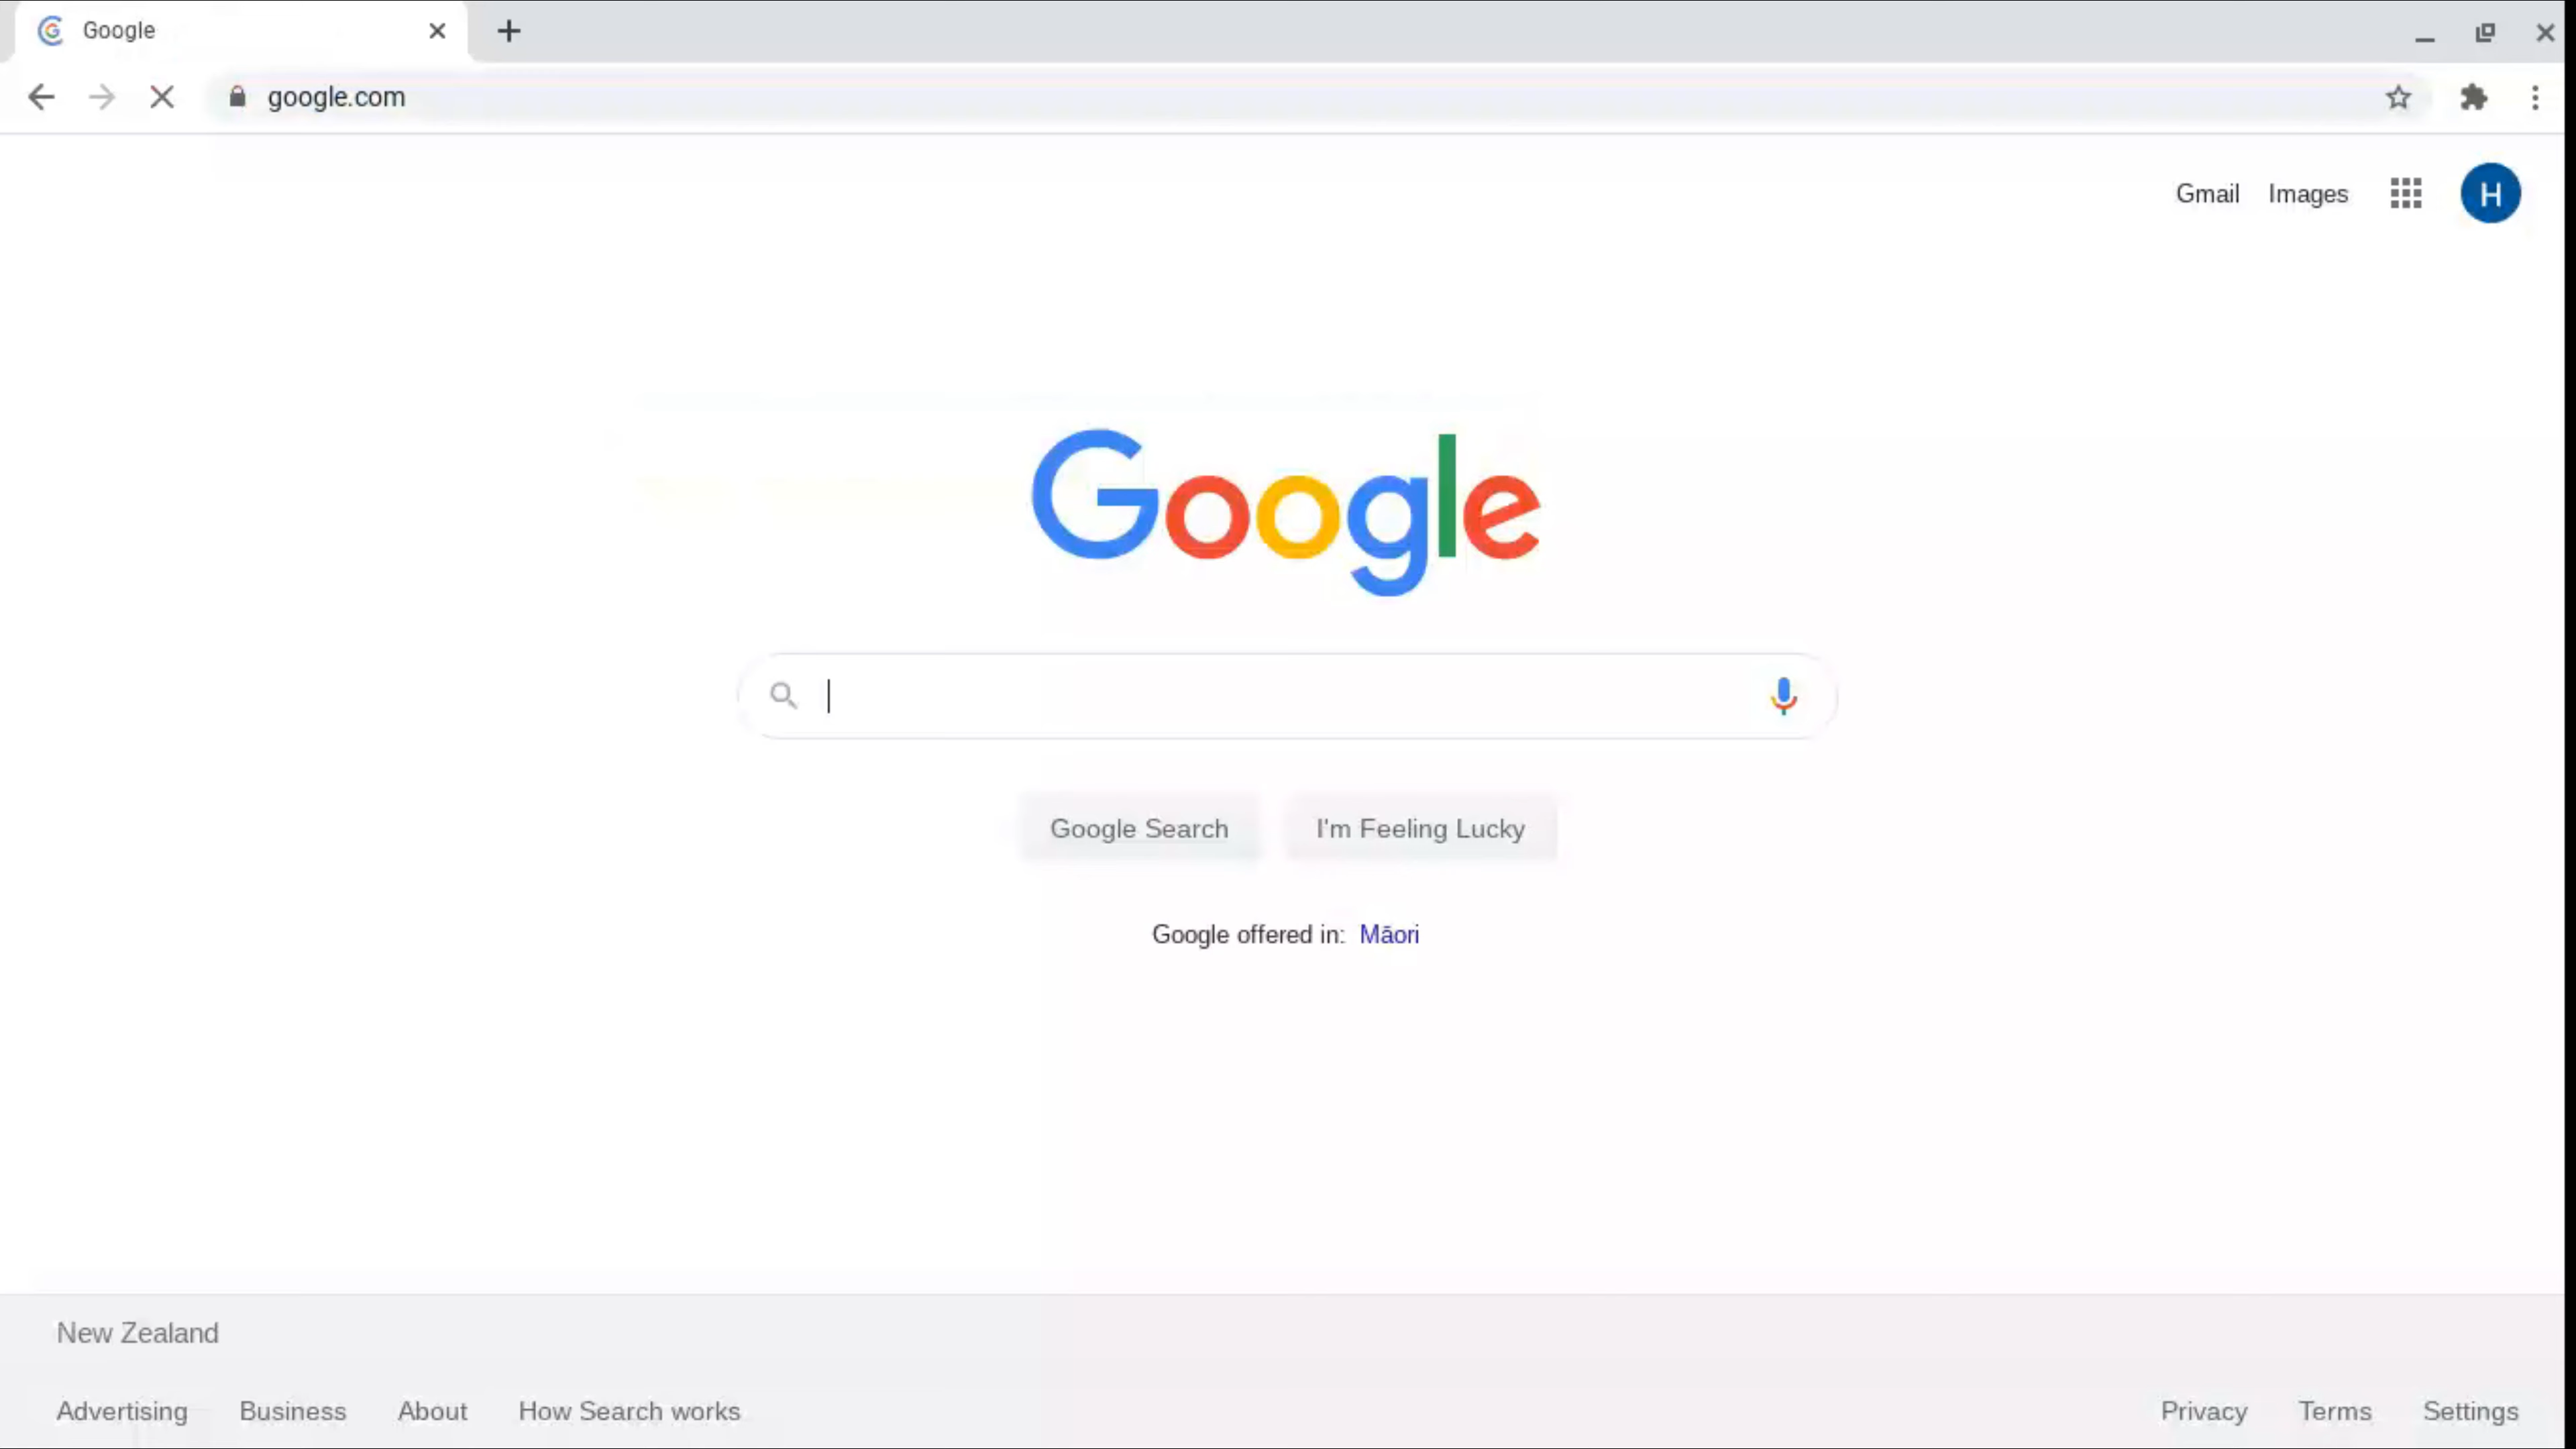 Google
google.com
Gmail Images H
Google
Google Search I'm Feeling Lucky
Google offered in: Māori
New Zealand
Advertising Business About How Search works Privacy Terms Settings